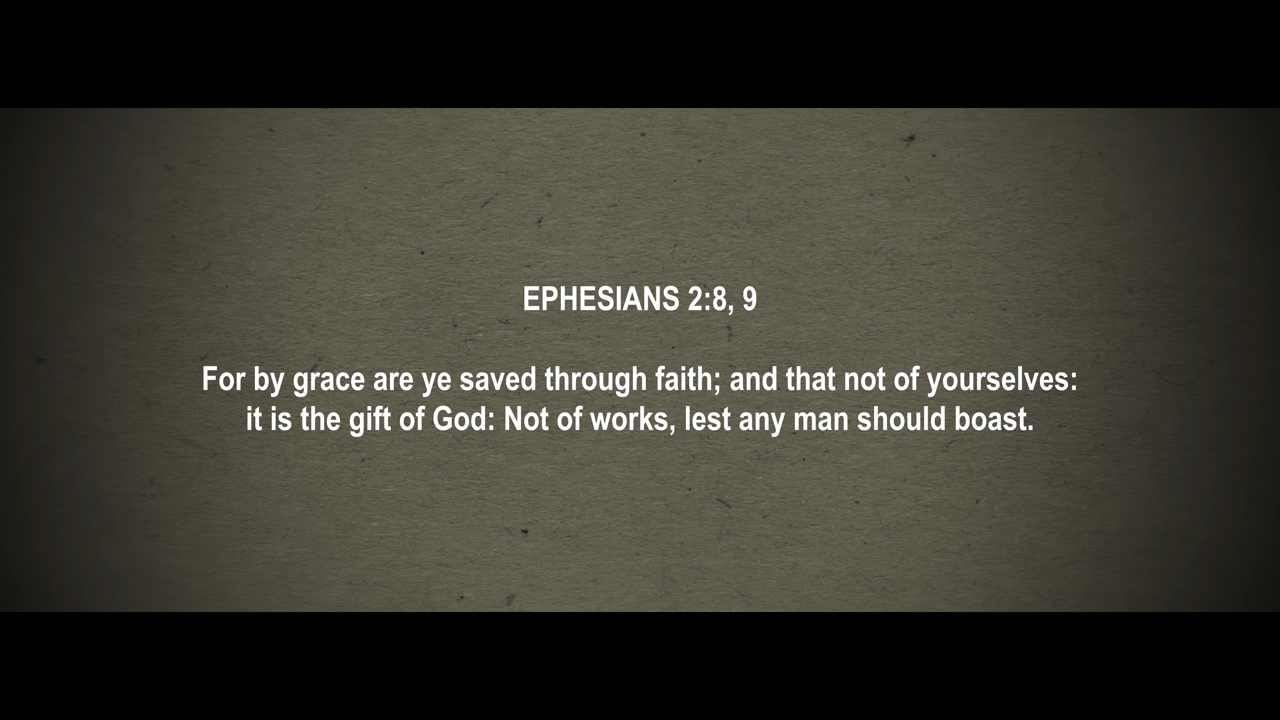 EPHESIANS 2:8, 9
For by grace are ye saved through faith; and that not of yourselves:
it is the gift of God: Not of works, lest any man should boast.